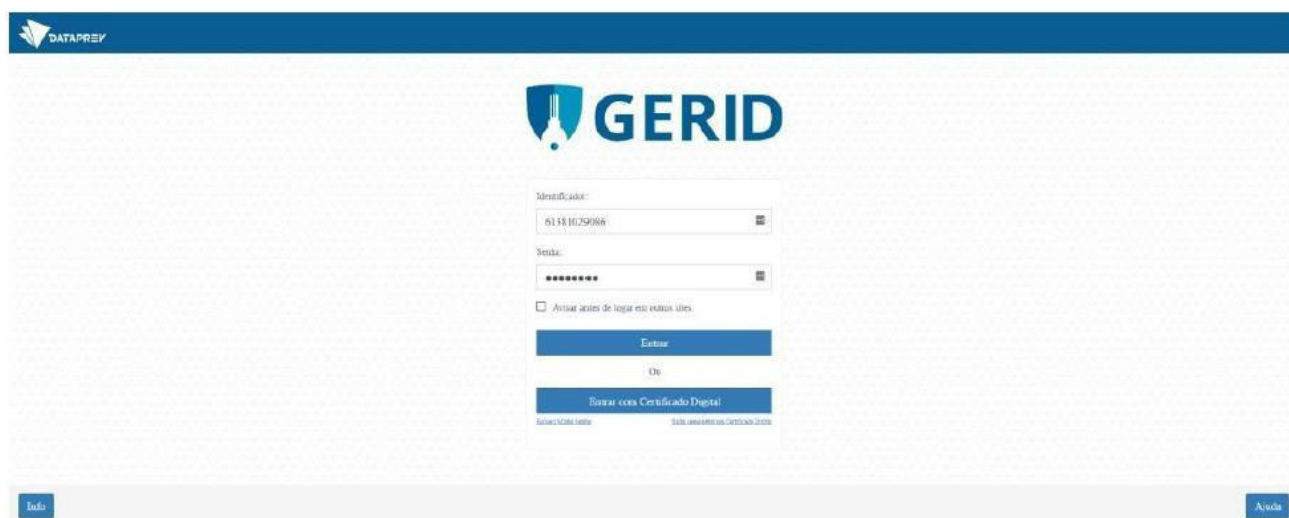 DATAPREV
GERID
Identificador:
61381029086
Senha:
Avisar antes de logar em outros sites.
Entrar
Ou
Entrar com Certificado Digital
Info
Ajuda